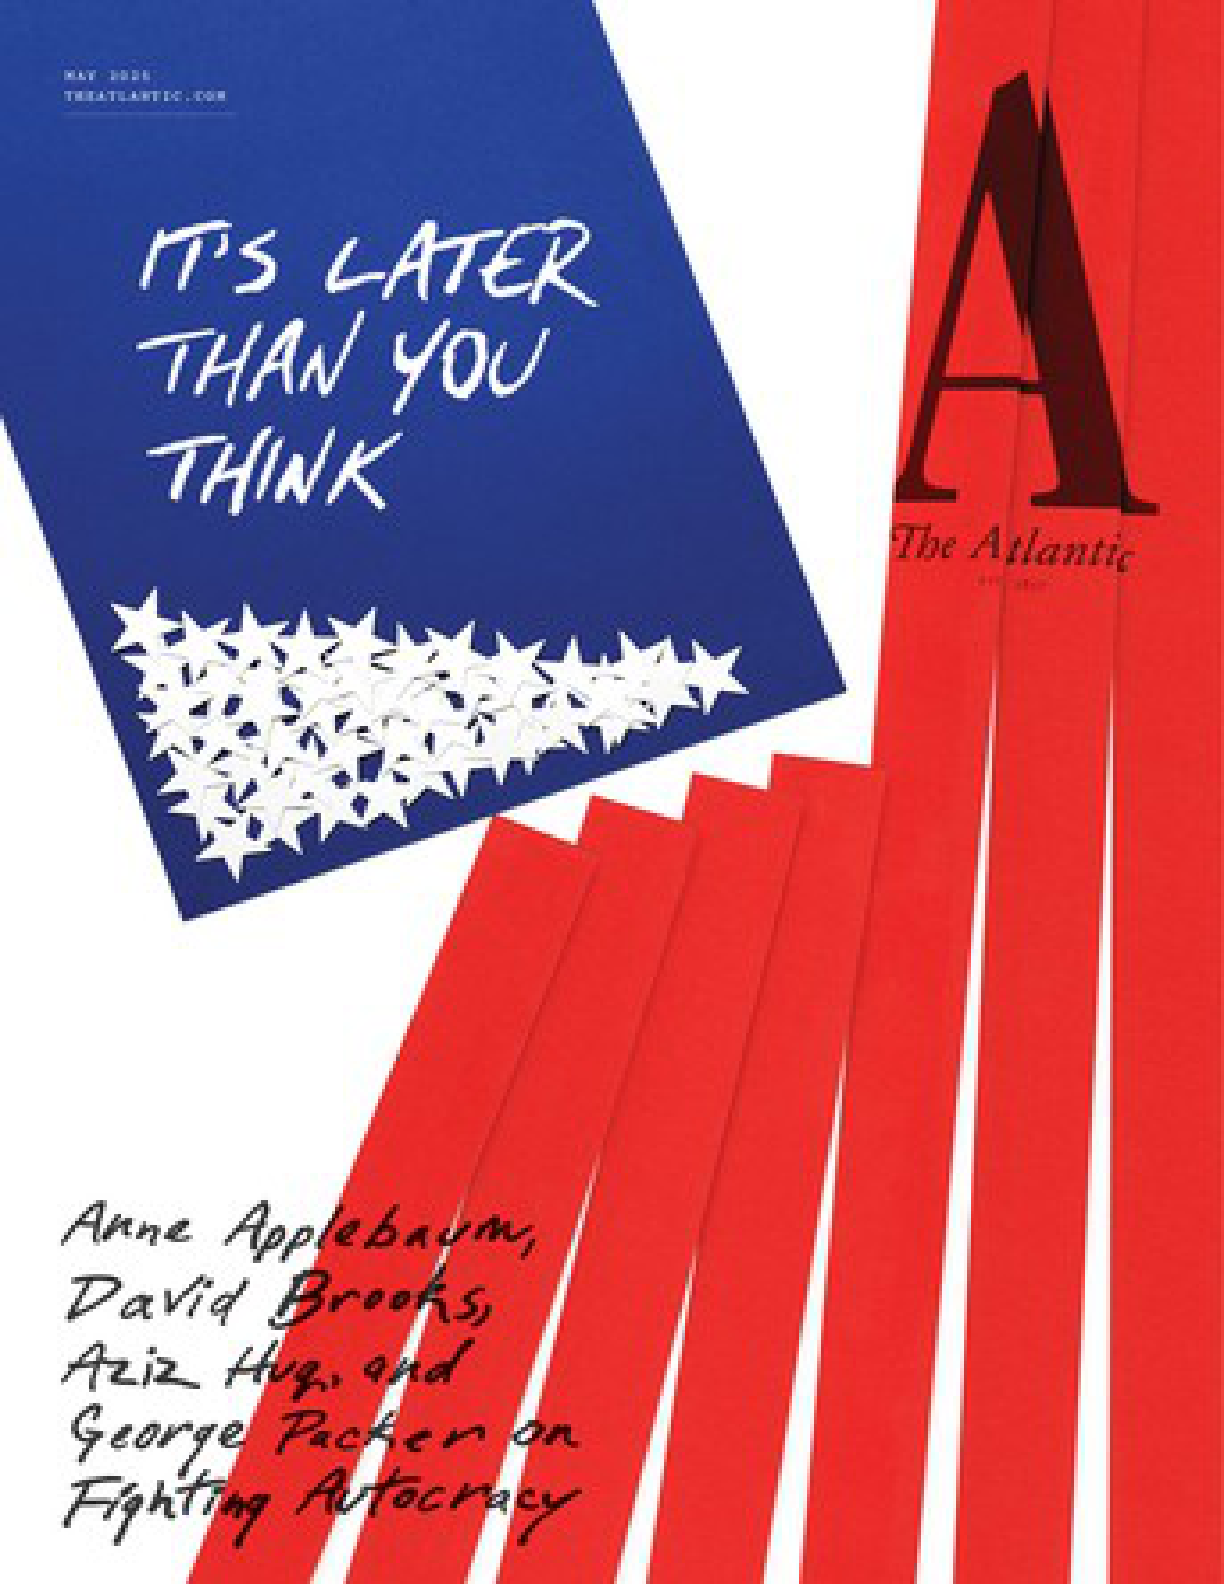 MAY 2025
THEATLANTIC.COM
IT'S LATER
THAN YOU
THINK
A
The Atlantic
Anne Applebaum,
David Brooks,
Aziz Huq, and
George Packer on
Fighting Autocracy